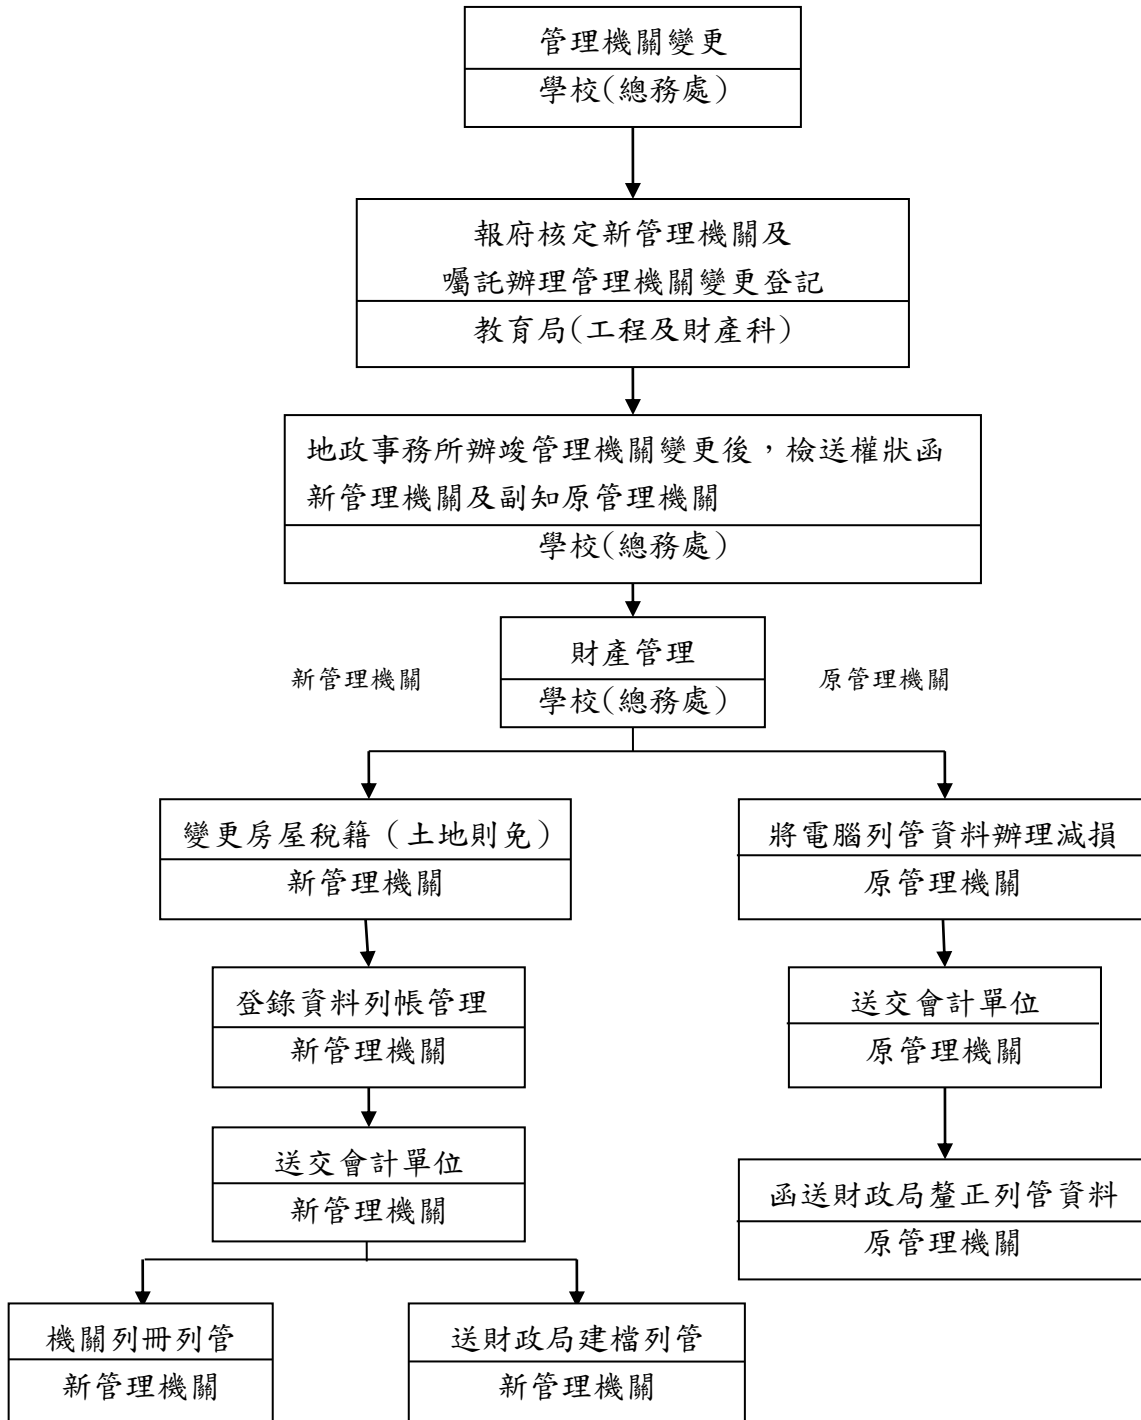 管理機關變更
學校(總務處)
報府核定新管理機關及
囑託辦理管理機關變更登記
教育局(工程及財產科)
地政事務所辦竣管理機關變更後，檢送權狀函
新管理機關及副知原管理機關
學校(總務處)
財產管理
學校(總務處)
新管理機關
原管理機關
變更房屋稅籍（土地則免）
新管理機關
將電腦列管資料辦理減損
原管理機關
登錄資料列帳管理
新管理機關
送交會計單位
原管理機關
送交會計單位
新管理機關
函送財政局釐正列管資料
原管理機關
機關列冊列管
新管理機關
送財政局建檔列管
新管理機關